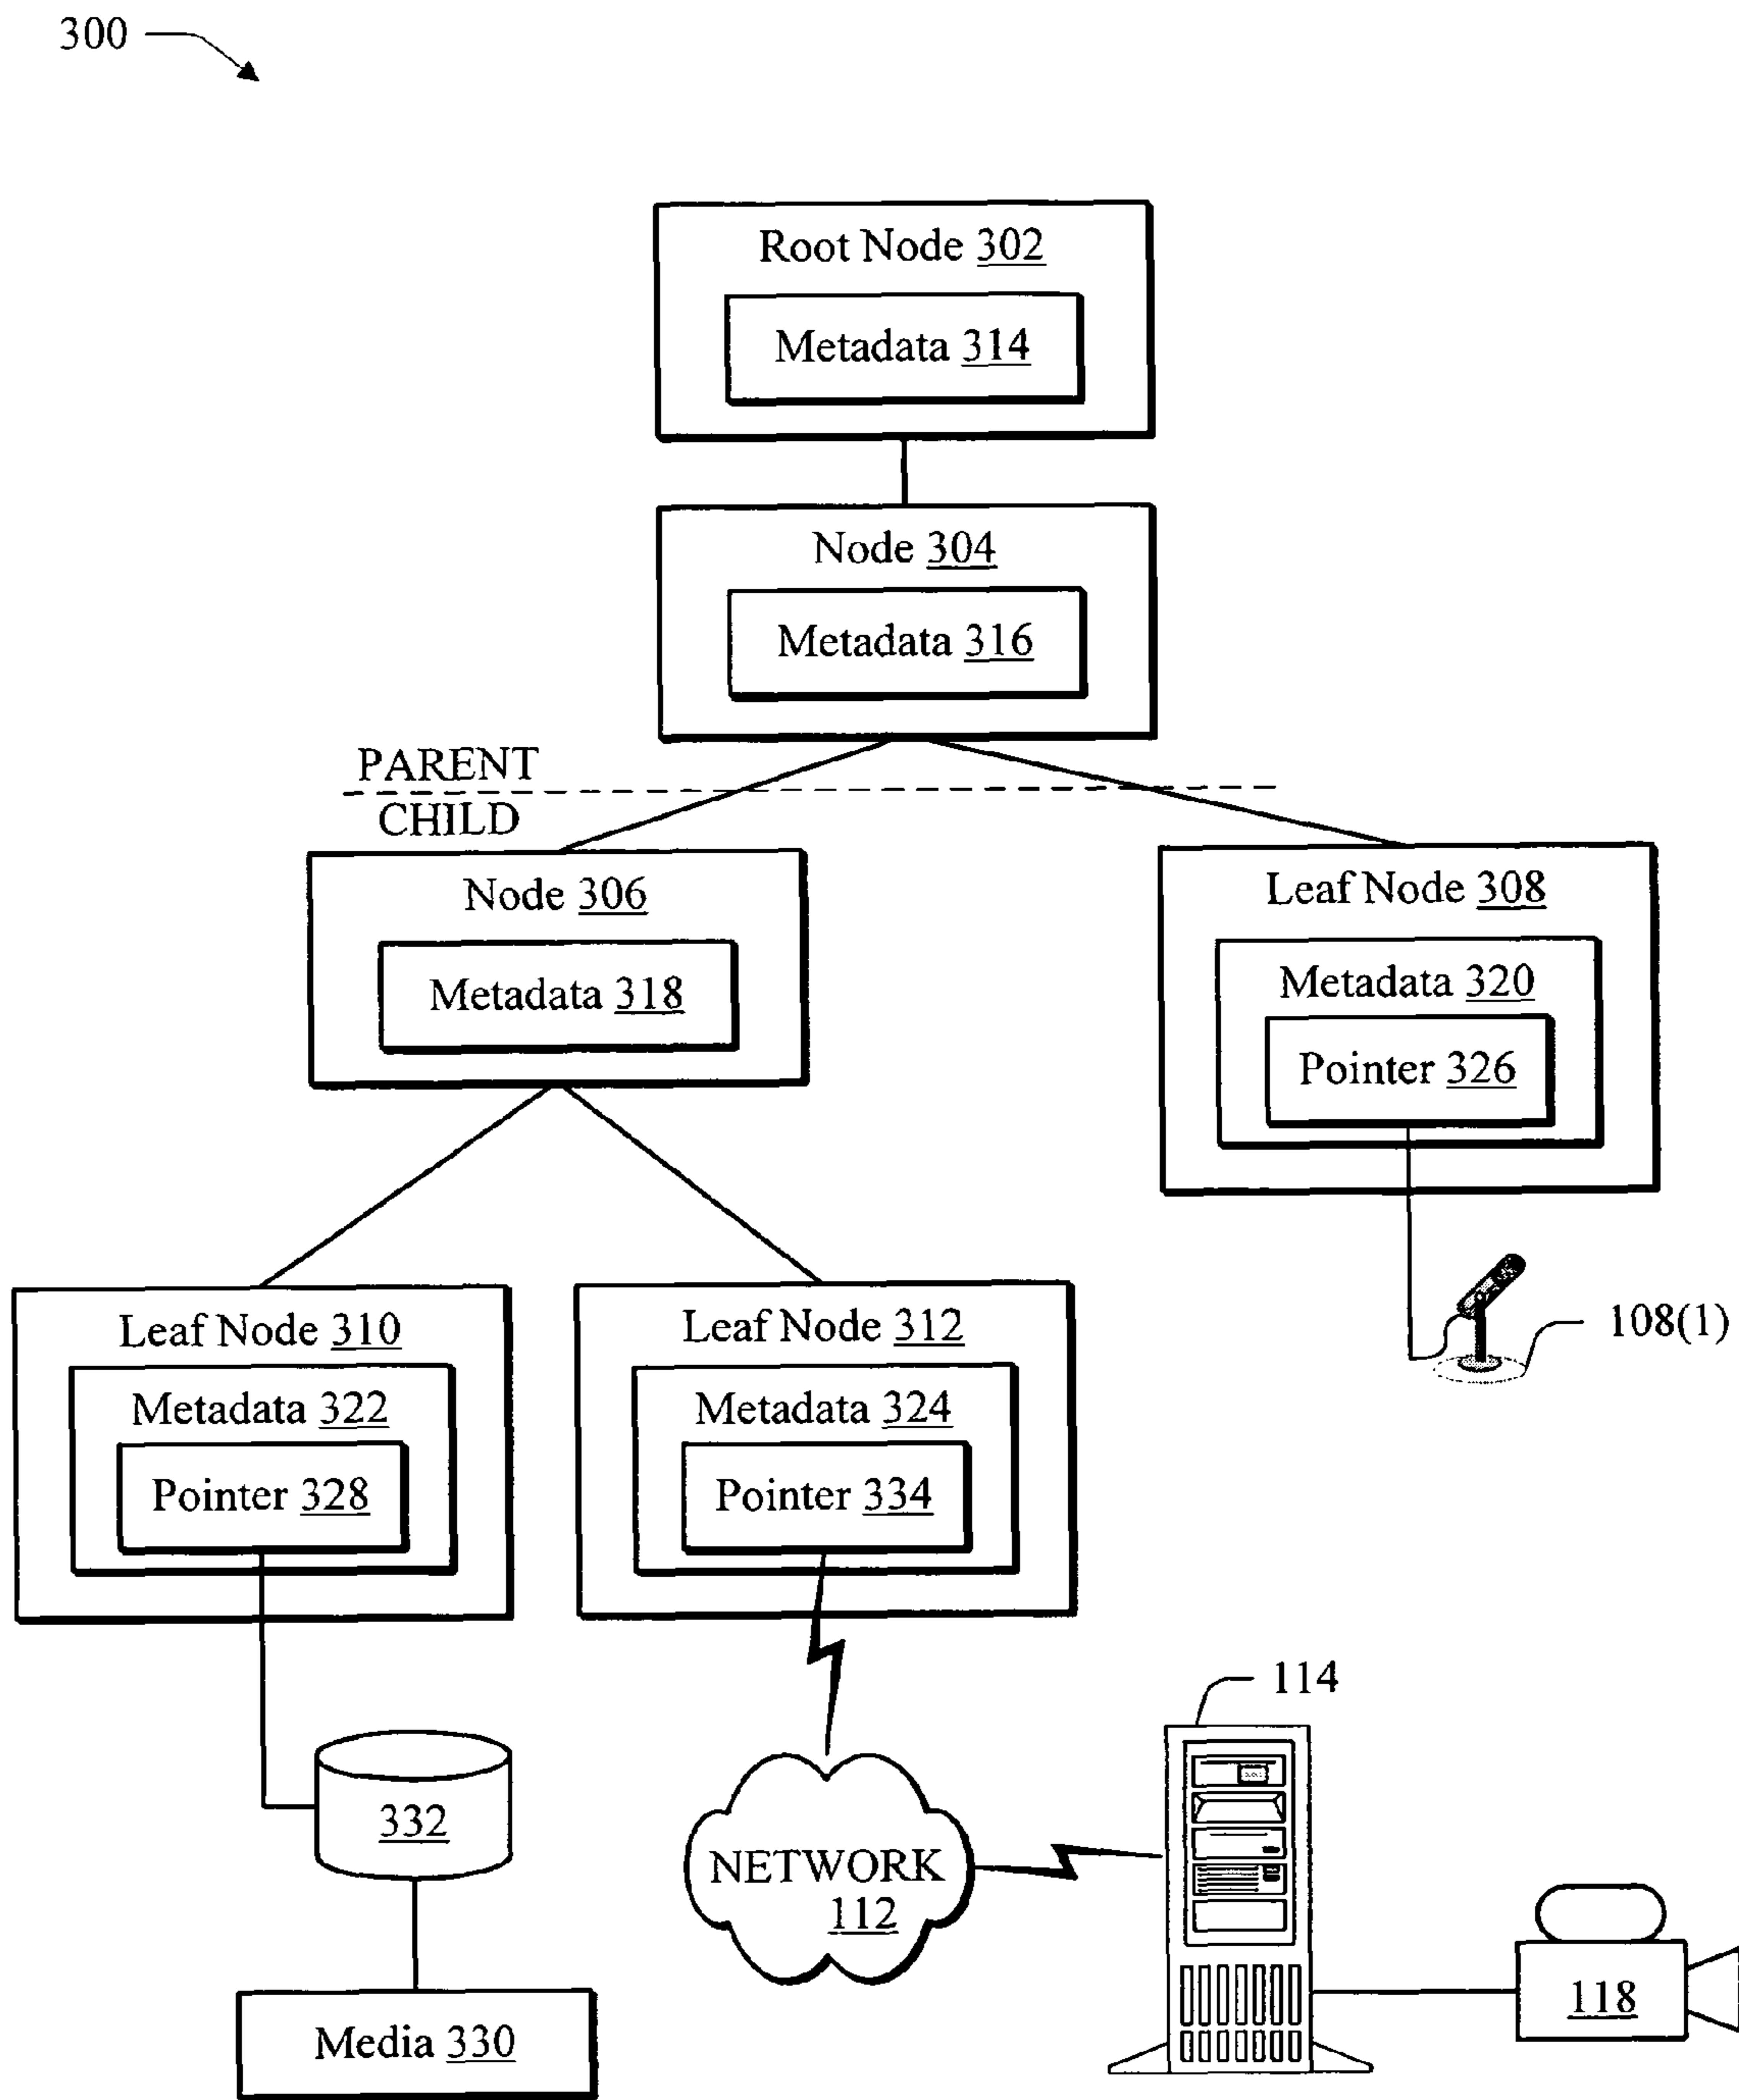 300
Root Node 302
Metadata 314
Node 304
Metadata 316
PARENT
CHILD
Node 306
Metadata 318
Leaf Node 308
Metadata 320
Pointer 326
108(1)
Leaf Node 310
Metadata 322
Pointer 328
Leaf Node 312
Metadata 324
Pointer 334
114
332
NETWORK
112
118
Media 330